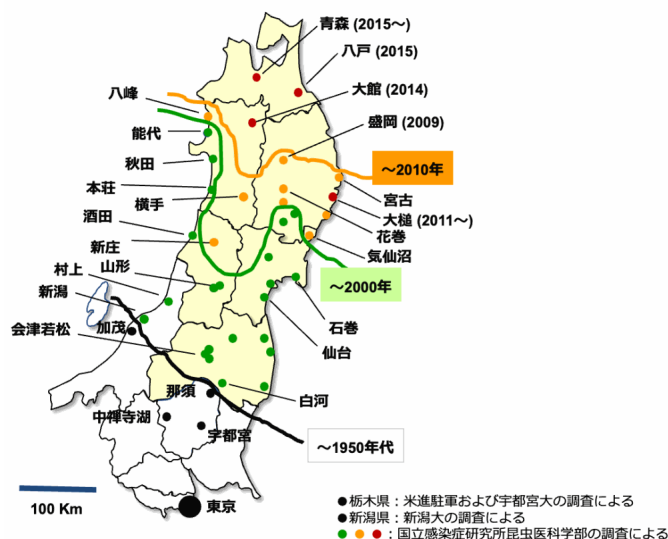 青森 (2015～)
八戸 (2015)
大館 (2014)
八峰
盛岡 (2009)
能代
～2010年
秋田
本荘
宮古
横手
大槌 (2011～)
酒田
花巻
新庄
気仙沼
山形
村上
～2000年
新潟
石巻
加茂
会津若松
仙台
那須
白河
中禅寺湖
宇都宮
～1950年代
100 Km
東京
●栃木県：米進駐軍および宇都宮大の調査による
●新潟県：新潟大の調査による
● ● ●：国立感染症研究所昆虫医科学部の調査による